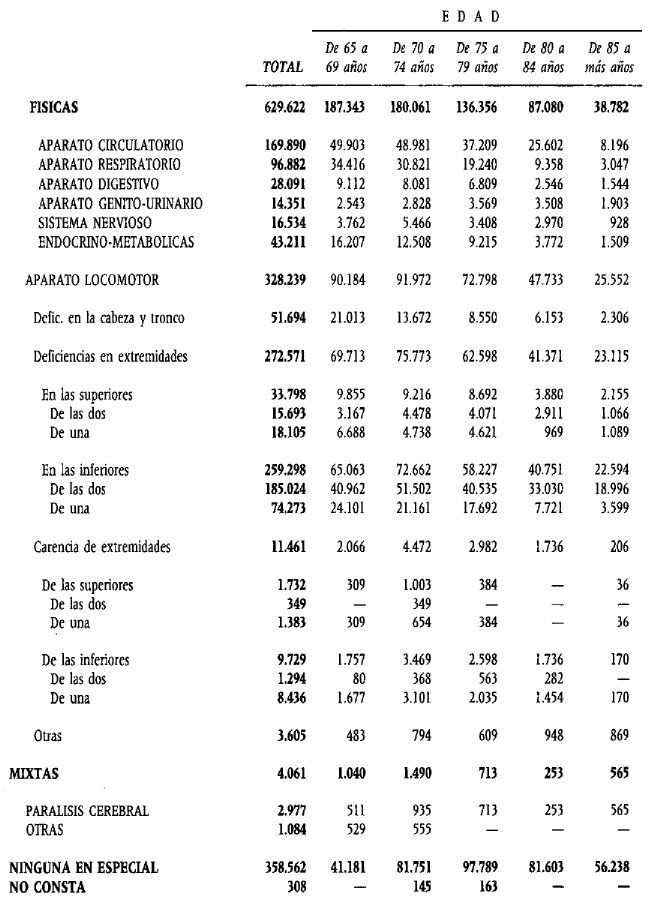 E D A D
De 65 a De 70 a De 75 a De 80 a De 85 a
TOTAL 69 años 74 años 79 años 84 años más años
FISICAS 629.622 187.343 180.061 136.356 87.080 38.782
APARATO CIRCULATORIO 169.890 49.903 48.981 37.209 25.602 8.196
APARATO RESPIRATORIO 96.882 34.416 30.821 19.240 9.358 3.047
APARATO DIGESTIVO 28.091 9.112 8.081 6.809 2.546 1.544
APARATO GENITO-URINARIO 14.351 2.543 2.828 3.569 3.508 1.903
SISTEMA NERVIOSO 16.534 3.762 5.466 3.408 2.970 928
ENDOCRINO-METABOLICAS 43.211 16.207 12.508 9.215 3.772 1.509
APARATO LOCOMOTOR 328.239 90.184 91.972 72.798 47.733 25.552
Defic. en la cabeza y tronco 51.694 21.013 13.672 8.550 6.153 2.306
Deficiencias en extremidades 272.571 69.713 75.773 62.598 41.371 23.115
En las superiores 33.798 9.855 9.216 8.692 3.880 2.155
De las dos 15.693 3.167 4.478 4.071 2.911 1.066
De una 18.105 6.688 4.738 4.621 969 1.089
En las inferiores 259.298 65.063 72.662 58.227 40.751 22.594
De las dos 185.024 40.962 51.502 40.535 33.030 18.996
De una 74.273 24.101 21.161 17.692 7.721 3.599
Carencia de extremidades 11.461 2.066 4.472 2.982 1.736 206
De las superiores 1.732 309 1.003 384 — 36
De las dos 349 — 349 — — —
De una 1.383 309 654 384 — 36
De las inferiores 9.729 1.757 3.469 2.598 1.736 170
De las dos 1.294 80 368 563 282 —
De una 8.436 1.677 3.101 2.035 1.454 170
Otras 3.605 483 794 609 948 869
MIXTAS 4.061 1.040 1.490 713 253 565
PARALISIS CEREBRAL 2.977 511 935 713 253 565
OTRAS 1.084 529 555 — — —
NINGUNA EN ESPECIAL 358.562 41.181 81.751 97.789 81.603 56.238
NO CONSTA 308 — 145 163 — —